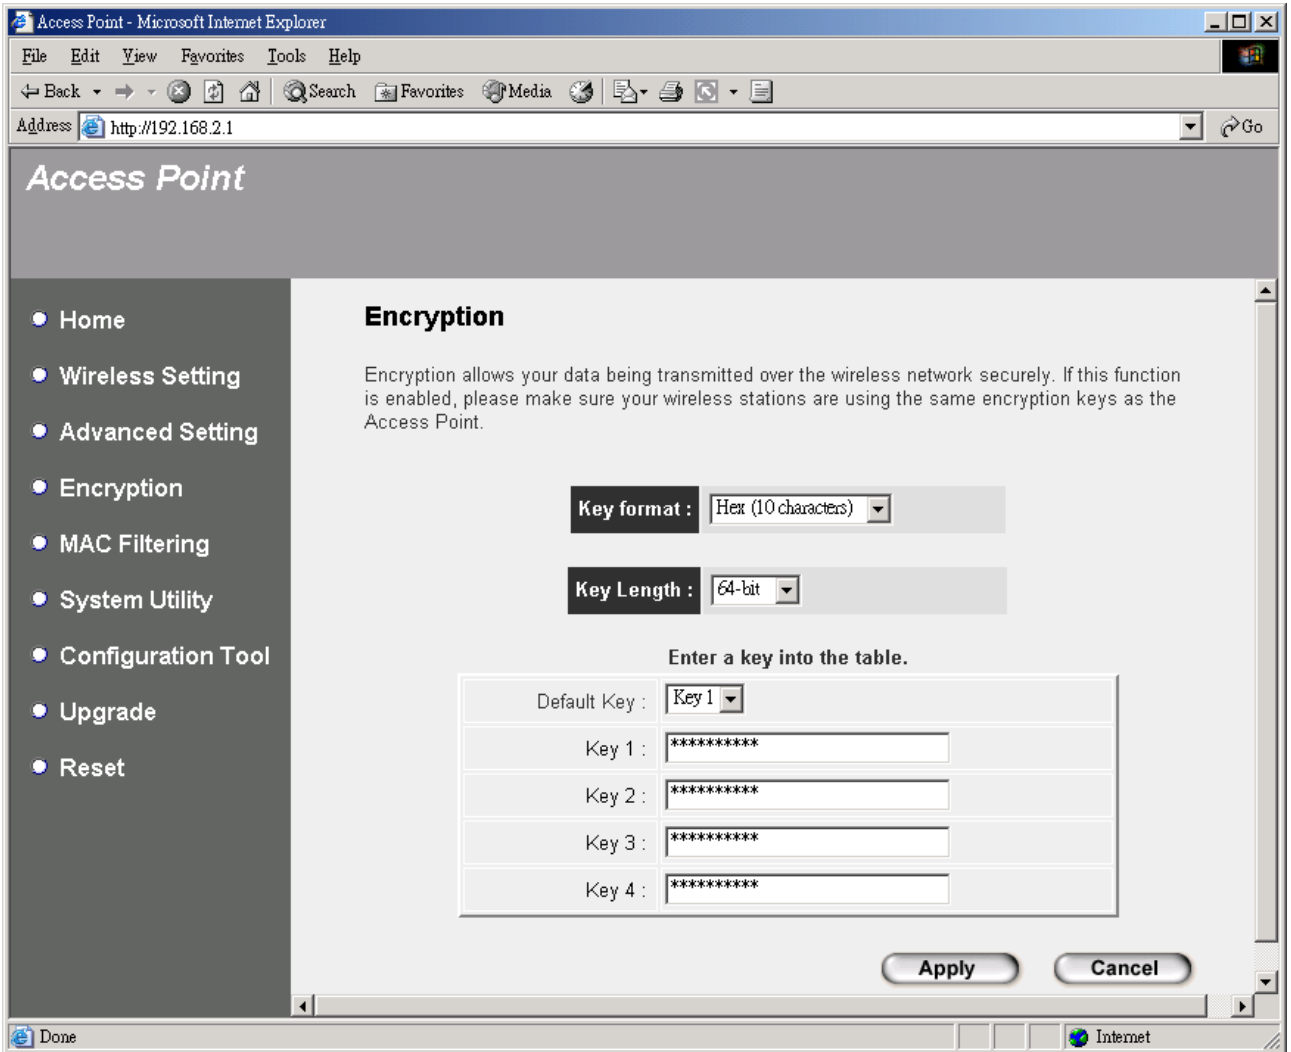 Access Point - Microsoft Internet Explorer
File Edit View Favorites Tools Help
Back Search Favorites Media
Address http://192.168.2.1 Go
Access Point
Home
Wireless Setting
Advanced Setting
Encryption
MAC Filtering
System Utility
Configuration Tool
Upgrade
Reset
Encryption
Encryption allows your data being transmitted over the wireless network securely. If this function
is enabled, please make sure your wireless stations are using the same encryption keys as the
Access Point.
Key format : Hex (10 characters)
Key Length : 64-bit
Enter a key into the table.
Default Key : Key 1
Key 1 : **********
Key 2 : **********
Key 3 : **********
Key 4 : **********
Apply Cancel
Done Internet